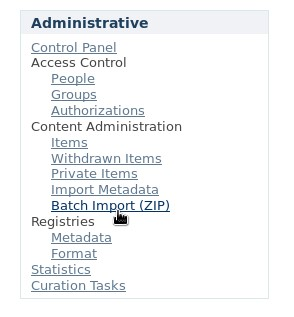 Administrative
Control Panel
Access Control
People
Groups
Authorizations
Content Administration
Items
Withdrawn Items
Private Items
Import Metadata
Batch Import (ZIP)
Registries
Metadata
Format
Statistics
Curation Tasks